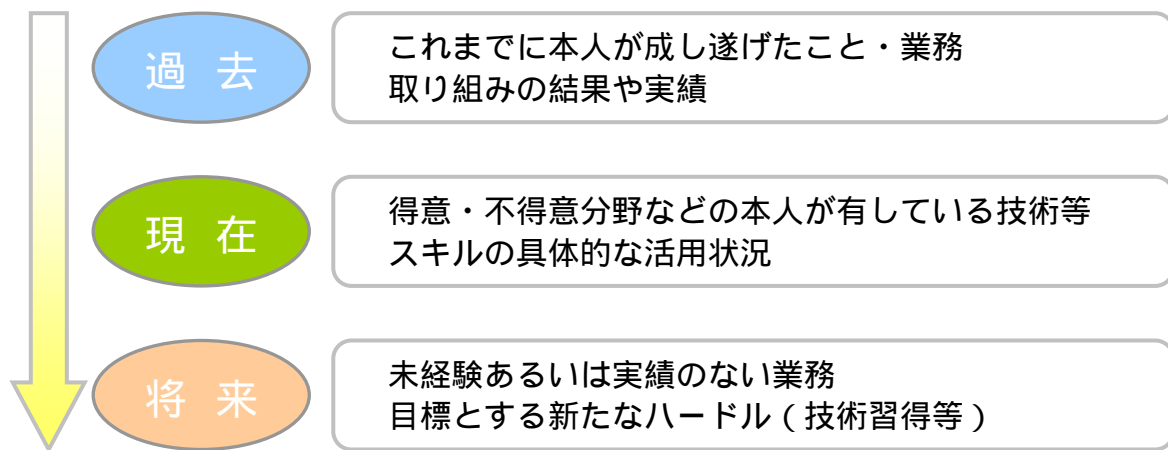 過 去
これまでに本人が成し遂げたこと・業務
取り組みの結果や実績
現 在
得意・不得意分野などの本人が有している技術等
スキルの具体的な活用状況
将 来
未経験あるいは実績のない業務
目標とする新たなハードル(技術習得等)